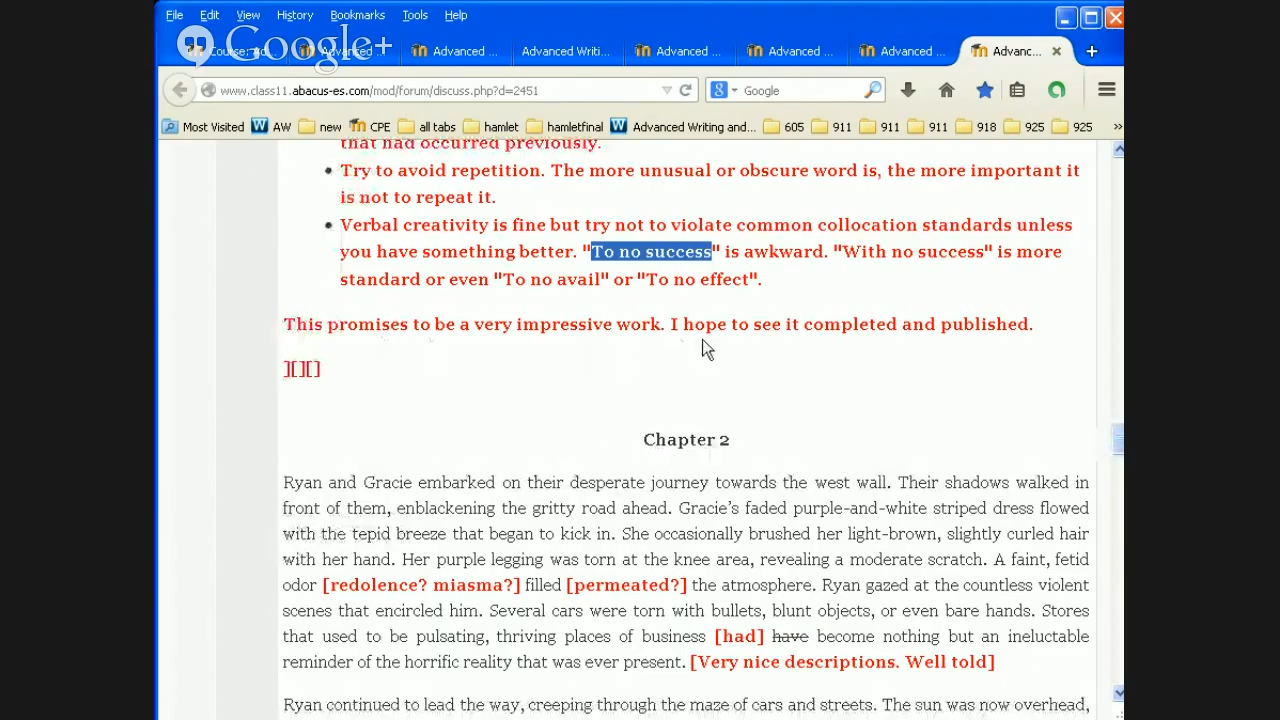 File Edit View History Bookmarks Tools Help
Google+
Course: Ad Advanced Advanced ... Advanced Writi... Advanced ... Advanced ... Advanced ... Advanc...
www.class11.abacus-es.com/mod/forum/discuss.php?d=2451 Google
Most Visited AW new CPE all tabs hamlet hamletfinal Advanced Writing and... 605 911 911 911 918 925 925 »
that had occurred previously.
• Try to avoid repetition. The more unusual or obscure word is, the more important it
is not to repeat it.
• Verbal creativity is fine but try not to violate common collocation standards unless
you have something better. "To no success" is awkward. "With no success" is more
standard or even "To no avail" or "To no effect".
This promises to be a very impressive work. I hope to see it completed and published.
][][]
Chapter 2
Ryan and Gracie embarked on their desperate journey towards the west wall. Their shadows walked in
front of them, enblackening the gritty road ahead. Gracie's faded purple-and-white striped dress flowed
with the tepid breeze that began to kick in. She occasionally brushed her light-brown, slightly curled hair
with her hand. Her purple legging was torn at the knee area, revealing a moderate scratch. A faint, fetid
odor [redolence? miasma?] filled [permeated?] the atmosphere. Ryan gazed at the countless violent
scenes that encircled him. Several cars were torn with bullets, blunt objects, or even bare hands. Stores
that used to be pulsating, thriving places of business [had] have become nothing but an ineluctable
reminder of the horrific reality that was ever present. [Very nice descriptions. Well told]
Ryan continued to lead the way, creeping through the maze of cars and streets. The sun was now overhead,